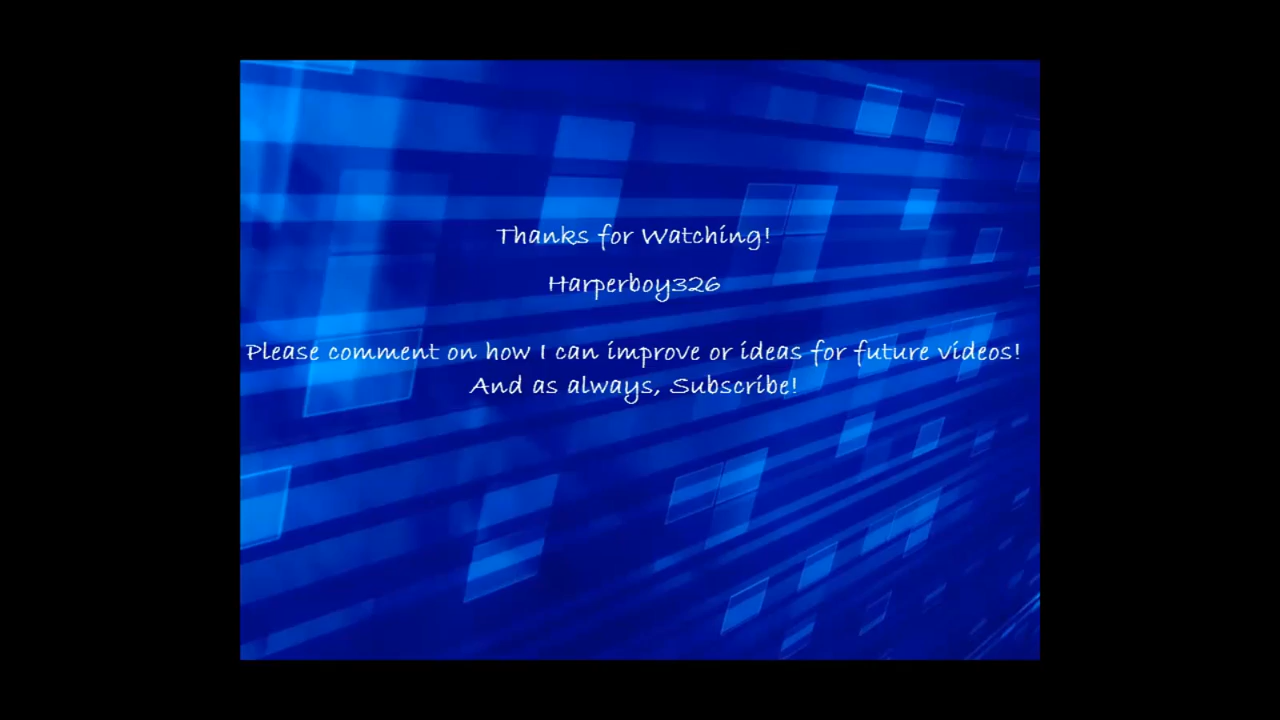 Thanks for Watching!
Harperboy326
Please comment on how I can improve or ideas for future videos!
And as always, Subscribe!